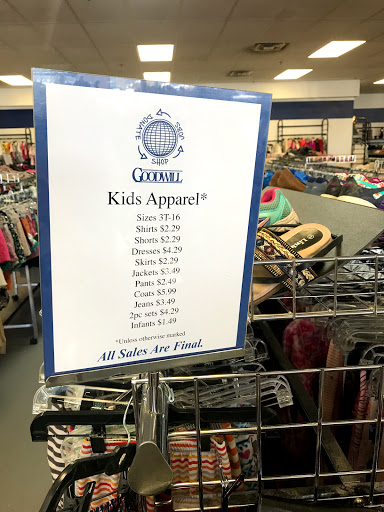 DONATE JOBS SHOP
GOODWILL
Kids Apparel*
Sizes 3T-16
Shirts $2.29
Shorts $2.29
Dresses $4.29
Skirts $2.29
Jackets $3.49
Pants $2.49
Coats $5.99
Jeans $3.49
2pc sets $4.29
Infants $1.49
*Unless otherwise marked
All Sales Are Final.